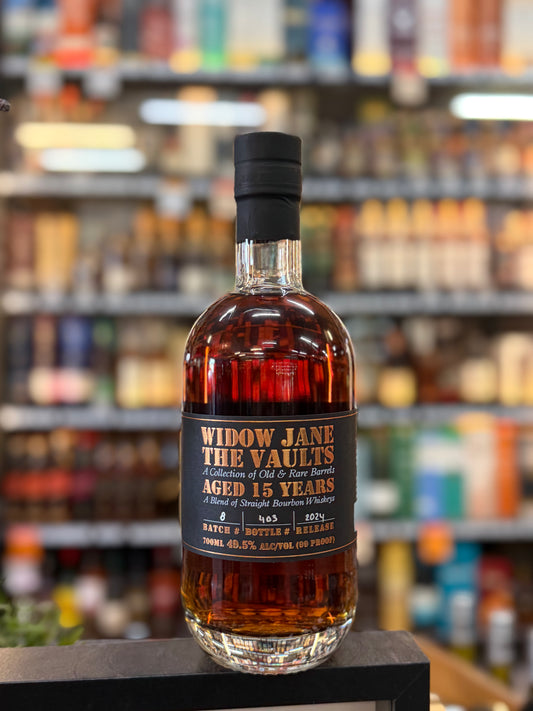 WIDOW JANE
THE VAULTS
A Collection of Old & Rare Barrels
AGED 15 YEARS
A Blend of Straight Bourbon Whiskeys
8 403 2024
BATCH # BOTTLE # RELEASE
700ML 49.5% ALC/VOL (99 PROOF)